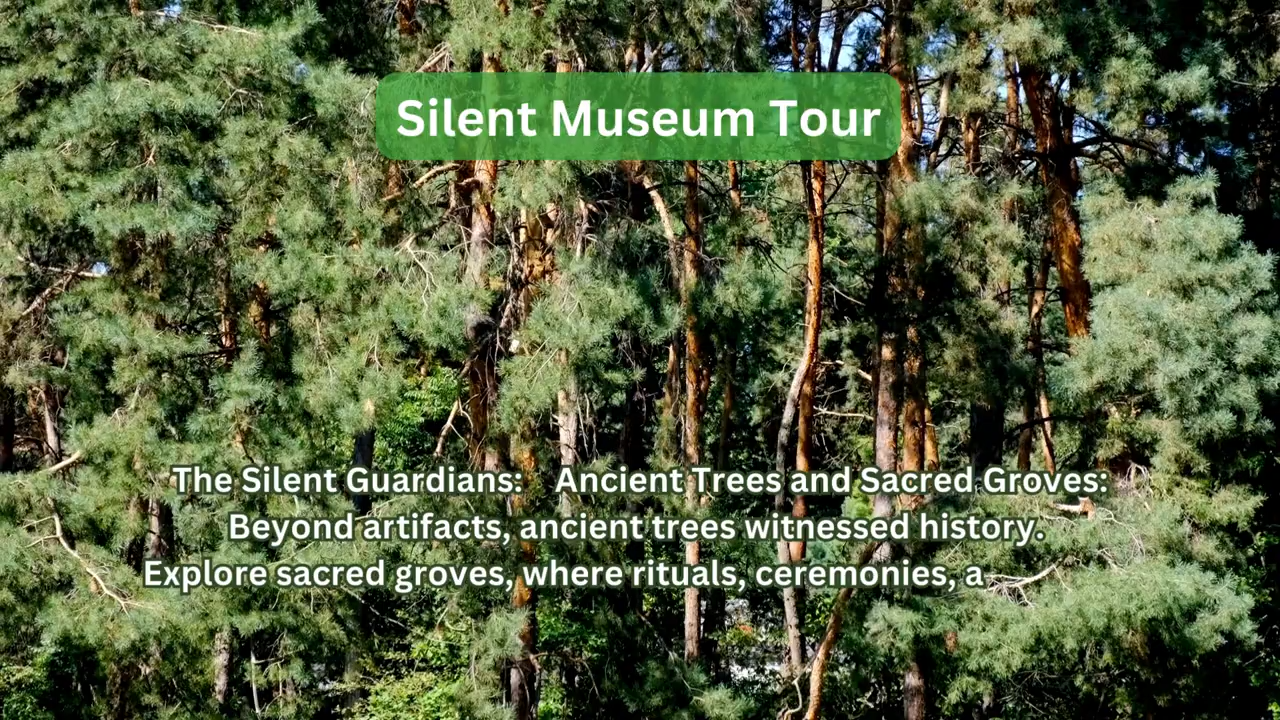 Silent Museum Tour
The Silent Guardians: Ancient Trees and Sacred Groves:
Beyond artifacts, ancient trees witnessed history.
Explore sacred groves, where rituals, ceremonies, a